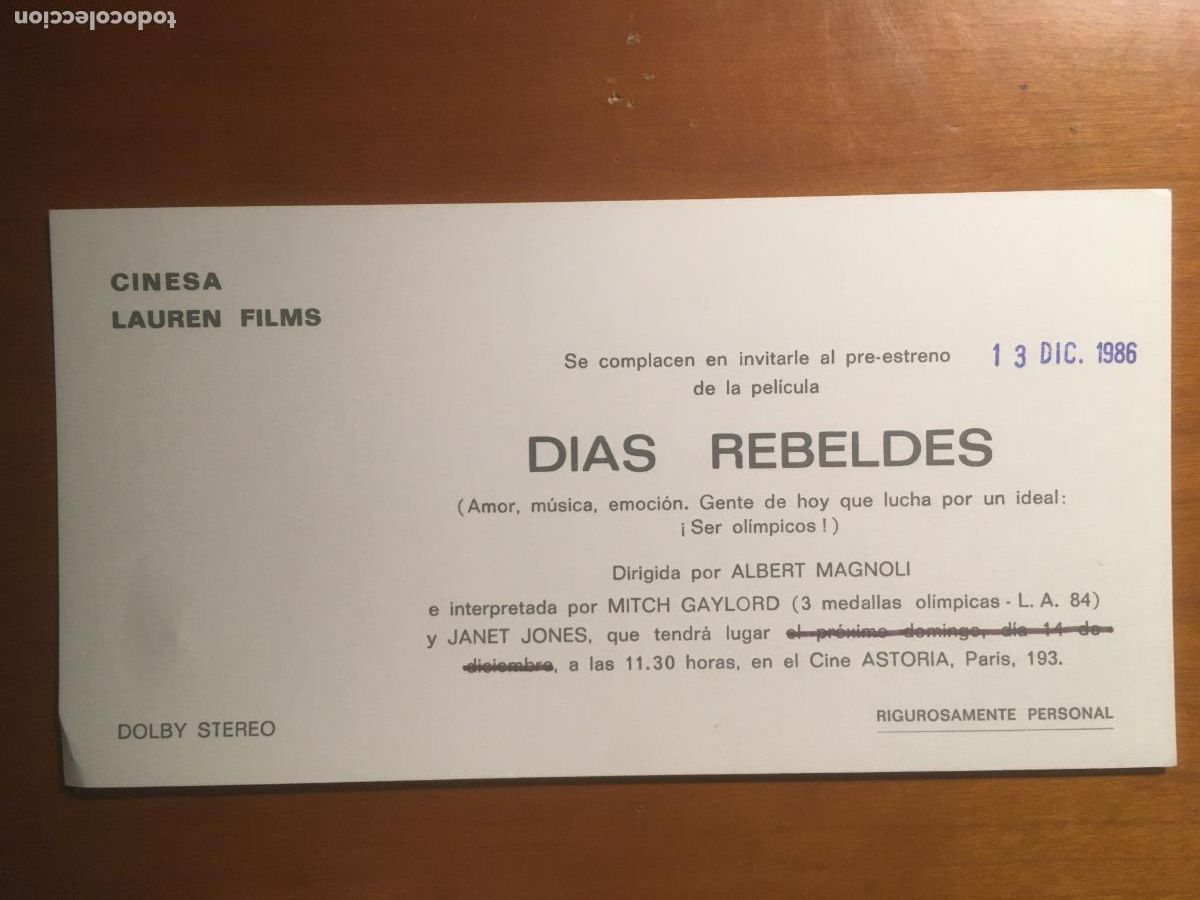 todocoleccion
CINESA
LAUREN FILMS
Se complacen en invitarle al pre-estreno 13 DIC. 1986
de la película
DIAS REBELDES
(Amor, música, emoción. Gente de hoy que lucha por un ideal:
¡Ser olímpicos!)
Dirigida por ALBERT MAGNOLI
e interpretada por MITCH GAYLORD (3 medallas olímpicas - L. A. 84)
y JANET JONES, que tendrá lugar el próximo domingo, día 14 de
diciembre, a las 11.30 horas, en el Cine ASTORIA, París, 193.
DOLBY STEREO
RIGUROSAMENTE PERSONAL